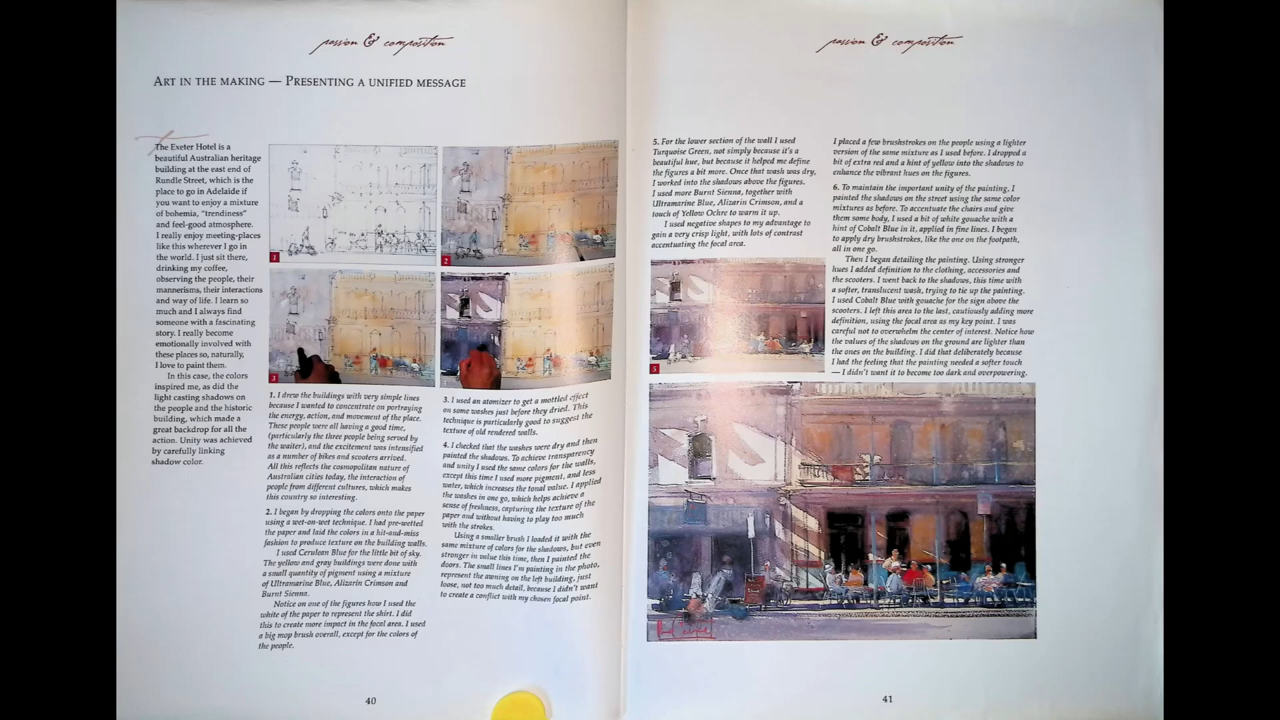 passion & composition
ART IN THE MAKING — PRESENTING A UNIFIED MESSAGE
The Exeter Hotel is a
beautiful Australian heritage
building at the east end of
Rundle Street, which is the
place to go in Adelaide if
you want to enjoy a mixture
of bohemia, "trendiness"
and feel-good atmosphere.
I really enjoy meeting-places
like this wherever I go in
the world. I just sit there,
drinking my coffee,
observing the people, their
mannerisms, their interactions
and way of life. I learn so
much and I always find
someone with a fascinating
story. I really become
emotionally involved with
these places so, naturally,
I love to paint them.
In this case, the colors
inspired me, as did the
light casting shadows on
the people and the historic
building, which made a
great backdrop for all the
action. Unity was achieved
by carefully linking
shadow color.
1
2
3
1. I drew the buildings with very simple lines
because I wanted to concentrate on portraying
the energy, action, and movement of the place.
These people were all having a good time,
(particularly the three people being served by
the waiter), and the excitement was intensified
as a number of bikes and scooters arrived.
All this reflects the cosmopolitan nature of
Australian cities today, the interaction of
people from different cultures, which makes
this country so interesting.
2. I began by dropping the colors onto the paper
using a wet-on-wet technique. I had pre-wetted
the paper and laid the colors in a hit-and-miss
fashion to produce texture on the building walls.
I used Cerulean Blue for the little bit of sky.
The yellow and gray buildings were done with
a small quantity of pigment using a mixture
of Ultramarine Blue, Alizarin Crimson and
Burnt Sienna.
Notice on one of the figures how I used the
white of the paper to represent the shirt. I did
this to create more impact in the focal area. I used
a big mop brush overall, except for the colors of
the people.
3. I used an atomizer to get a mottled effect
on some washes just before they dried. This
technique is particularly good to suggest the
texture of old rendered walls.
4. I checked that the washes were dry and then
painted the shadows. To achieve transparency
and unity I used the same colors for the walls,
except this time I used more pigment, and less
water, which increases the tonal value. I applied
the washes in one go, which helps achieve a
sense of freshness, capturing the texture of the
paper and without having to play too much
with the strokes.
Using a smaller brush I loaded it with the
same mixture of colors for the shadows, but even
stronger in value this time, then I painted the
doors. The small lines I'm painting in the photo,
represent the awning on the left building, just
loose, not too much detail, because I didn't want
to create a conflict with my chosen focal point.
40
passion & composition
5. For the lower section of the wall I used
Turquoise Green, not simply because it's a
beautiful hue, but because it helped me define
the figures a bit more. Once that wash was dry,
I worked into the shadows above the figures.
I used more Burnt Sienna, together with
Ultramarine Blue, Alizarin Crimson, and a
touch of Yellow Ochre to warm it up.
I used negative shapes to my advantage to
gain a very crisp light, with lots of contrast
accentuating the focal area.
5
I placed a few brushstrokes on the people using a lighter
version of the same mixture as I used before. I dropped a
bit of extra red and a hint of yellow into the shadows to
enhance the vibrant hues on the figures.
6. To maintain the important unity of the painting, I
painted the shadows on the street using the same color
mixtures as before. To accentuate the chairs and give
them some body, I used a bit of white gouache with a
hint of Cobalt Blue in it, applied in fine lines. I began
to apply dry brushstrokes, like the one on the footpath,
all in one go.
Then I began detailing the painting. Using stronger
hues I added definition to the clothing, accessories and
the scooters. I went back to the shadows, this time with
a softer, translucent wash, trying to tie up the painting.
I used Cobalt Blue with gouache for the sign above the
scooters. I left this area to the last, cautiously adding more
definition, using the focal area as my key point. I was
careful not to overwhelm the center of interest. Notice how
the values of the shadows on the ground are lighter than
the ones on the building. I did that deliberately because
I had the feeling that the painting needed a softer touch
— I didn't want it to become too dark and overpowering.
41